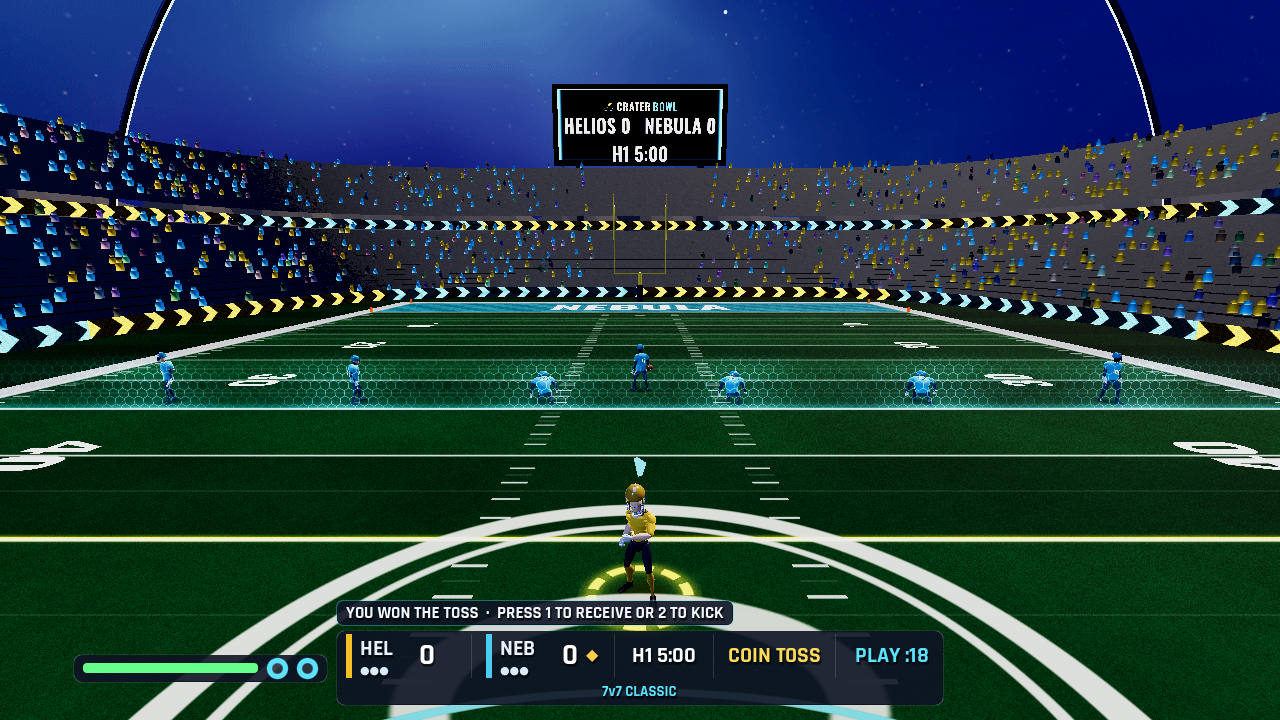 CRATER BOWL
HELIOS 0 NEBULA 0
H1 5:00
NEBULA
YOU WON THE TOSS · PRESS 1 TO RECEIVE OR 2 TO KICK
HEL 0 NEB 0 H1 5:00 COIN TOSS PLAY :18
7v7 CLASSIC